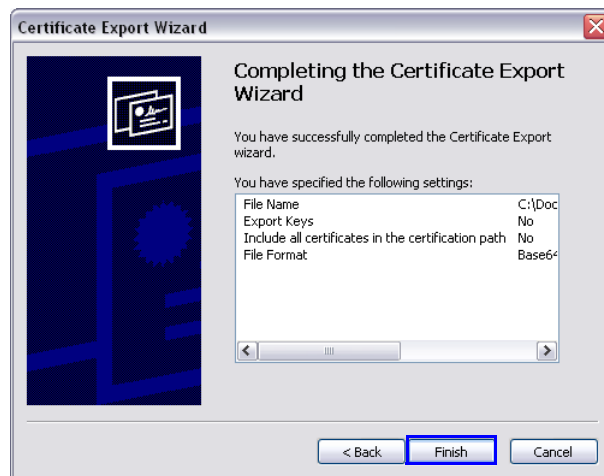 Certificate Export Wizard
Completing the Certificate Export
Wizard
You have successfully completed the Certificate Export
wizard.
You have specified the following settings:
File Name C:\Doc
Export Keys No
Include all certificates in the certification path No
File Format Base64
< Back Finish Cancel